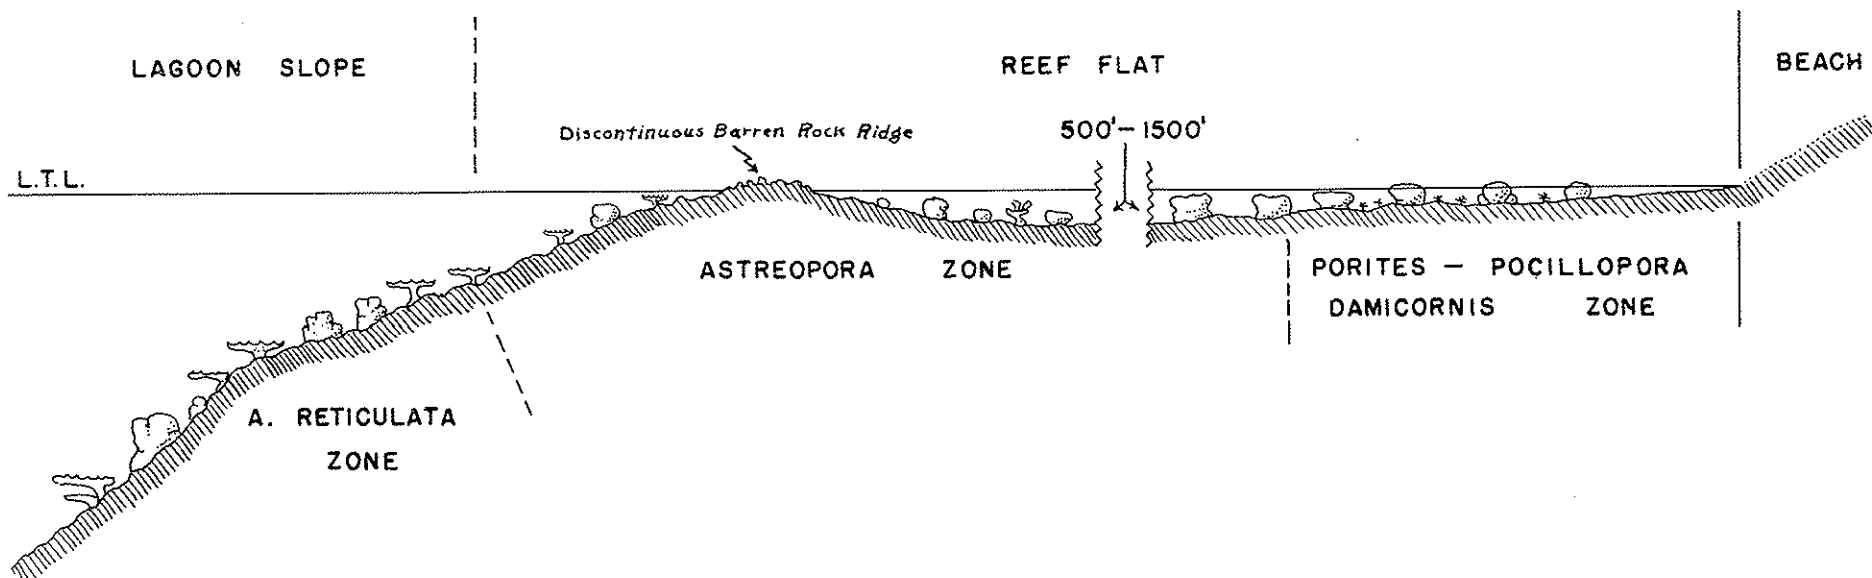 LAGOON SLOPE
REEF FLAT
BEACH
Discontinuous Barren Rock Ridge
500' – 1500'
L.T.L.
ASTREOPORA ZONE
PORITES – POCILLOPORA
DAMICORNIS ZONE
A. RETICULATA
ZONE